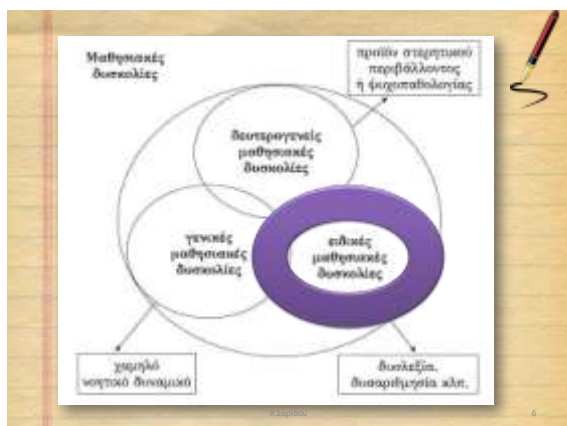 Μαθησιακές
δυσκολίες
προϊόν στερητικού
περιβάλλοντος
ή ψυχοπαθολογίας
δευτερογενείς
μαθησιακές
δυσκολίες
γενικές
μαθησιακές
δυσκολίες
ειδικές
μαθησιακές
δυσκολίες
χαμηλό
νοητικό δυναμικό
δυσλεξία,
δυσαριθμησία κλπ.
6